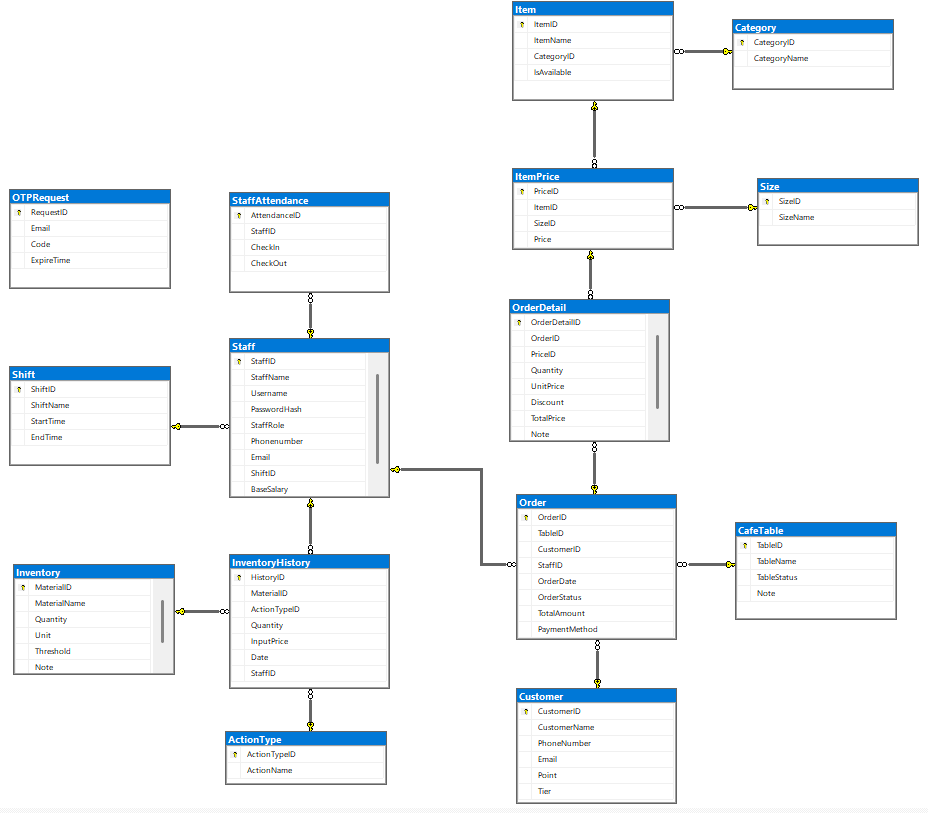 Item
ItemID
ItemName
CategoryID
IsAvailable
Category
CategoryID
CategoryName
ItemPrice
PriceID
ItemID
SizeID
Price
Size
SizeID
SizeName
OTPRequest
RequestID
Email
Code
ExpireTime
StaffAttendance
AttendanceID
StaffID
CheckIn
CheckOut
OrderDetail
OrderDetailID
OrderID
PriceID
Quantity
UnitPrice
Discount
TotalPrice
Note
Staff
StaffID
StaffName
Username
PasswordHash
StaffRole
Phonenumber
Email
ShiftID
BaseSalary
Shift
ShiftID
ShiftName
StartTime
EndTime
Order
OrderID
TableID
CustomerID
StaffID
OrderDate
OrderStatus
TotalAmount
PaymentMethod
CafeTable
TableID
TableName
TableStatus
Note
Inventory
MaterialID
MaterialName
Quantity
Unit
Threshold
Note
InventoryHistory
HistoryID
MaterialID
ActionTypeID
Quantity
InputPrice
Date
StaffID
ActionType
ActionTypeID
ActionName
Customer
CustomerID
CustomerName
PhoneNumber
Email
Point
Tier